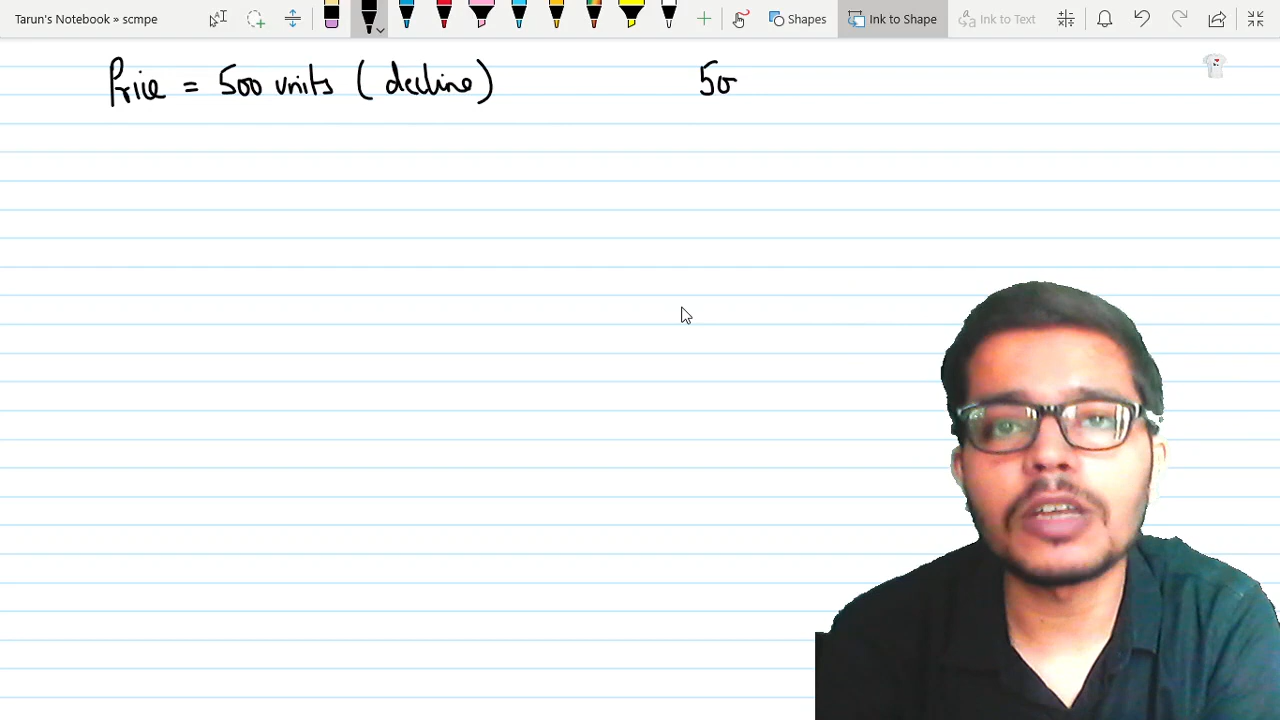 Tarun's Notebook » scmpe
Shapes
Ink to Shape
Ink to Text
Price = 500 units (decline) 50